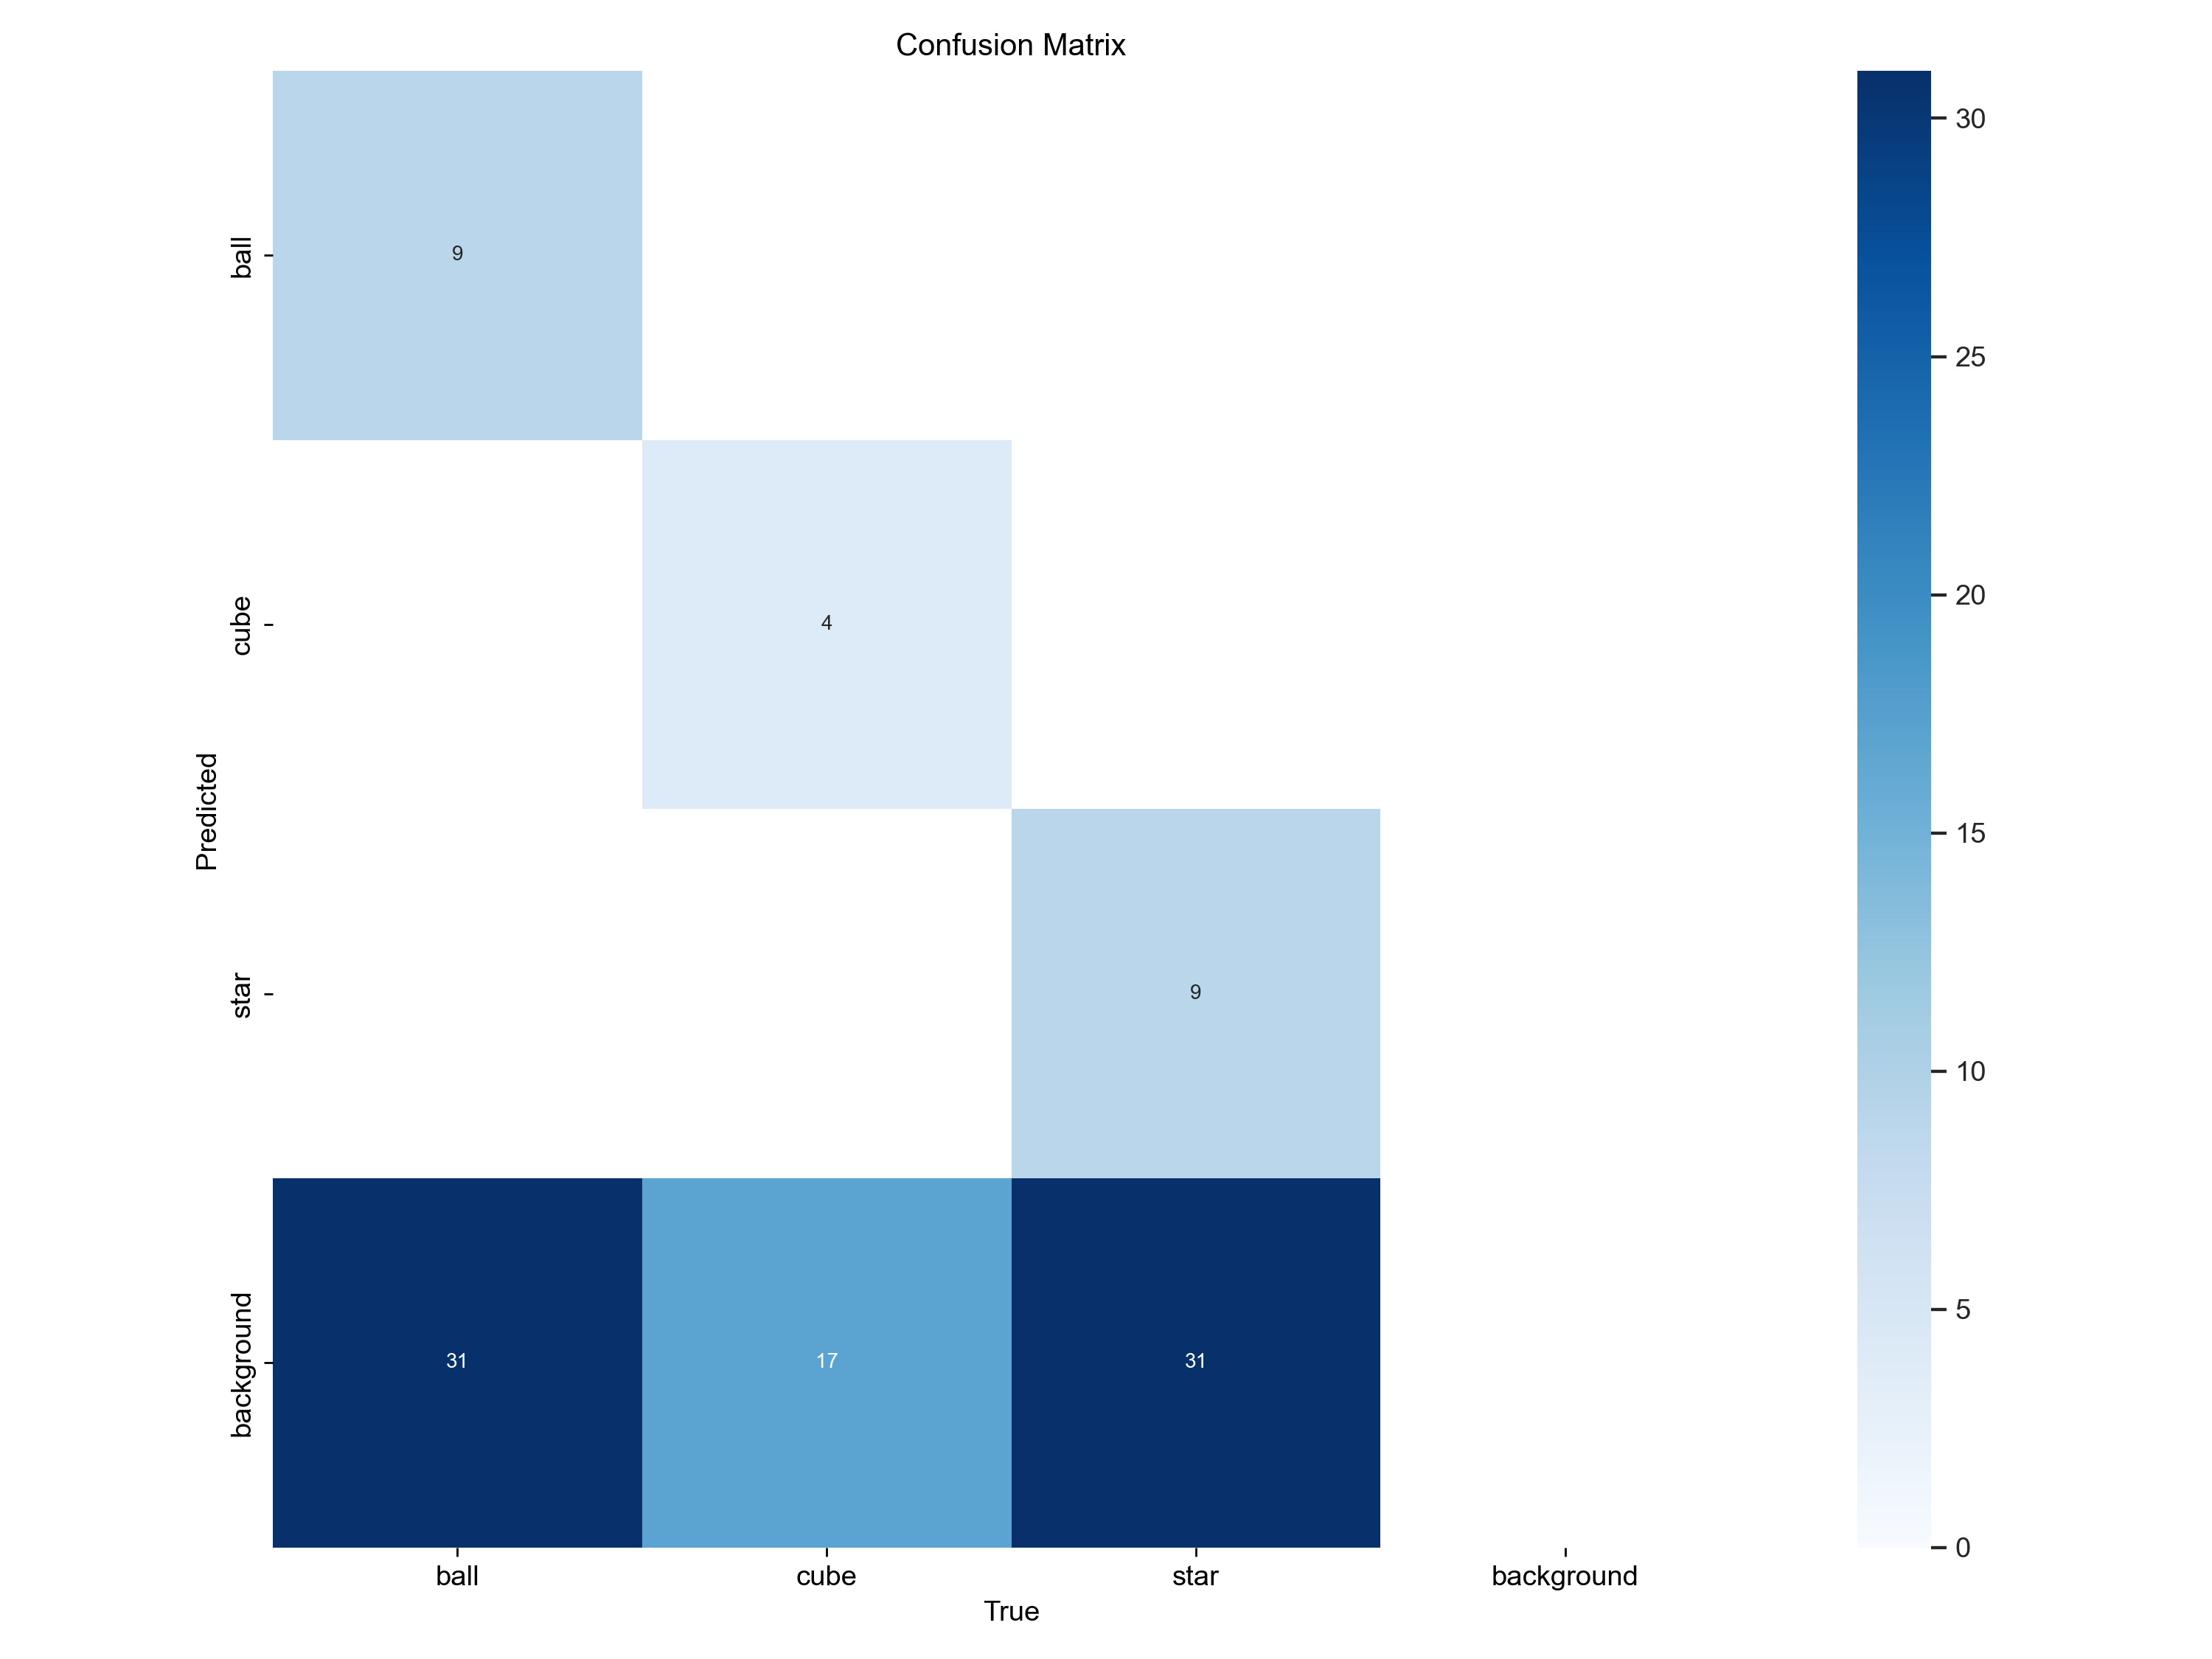 Confusion Matrix
ball
9
cube
4
star
9
background
31 17 31
Predicted
ball cube star background
True
30
25
20
15
10
5
0